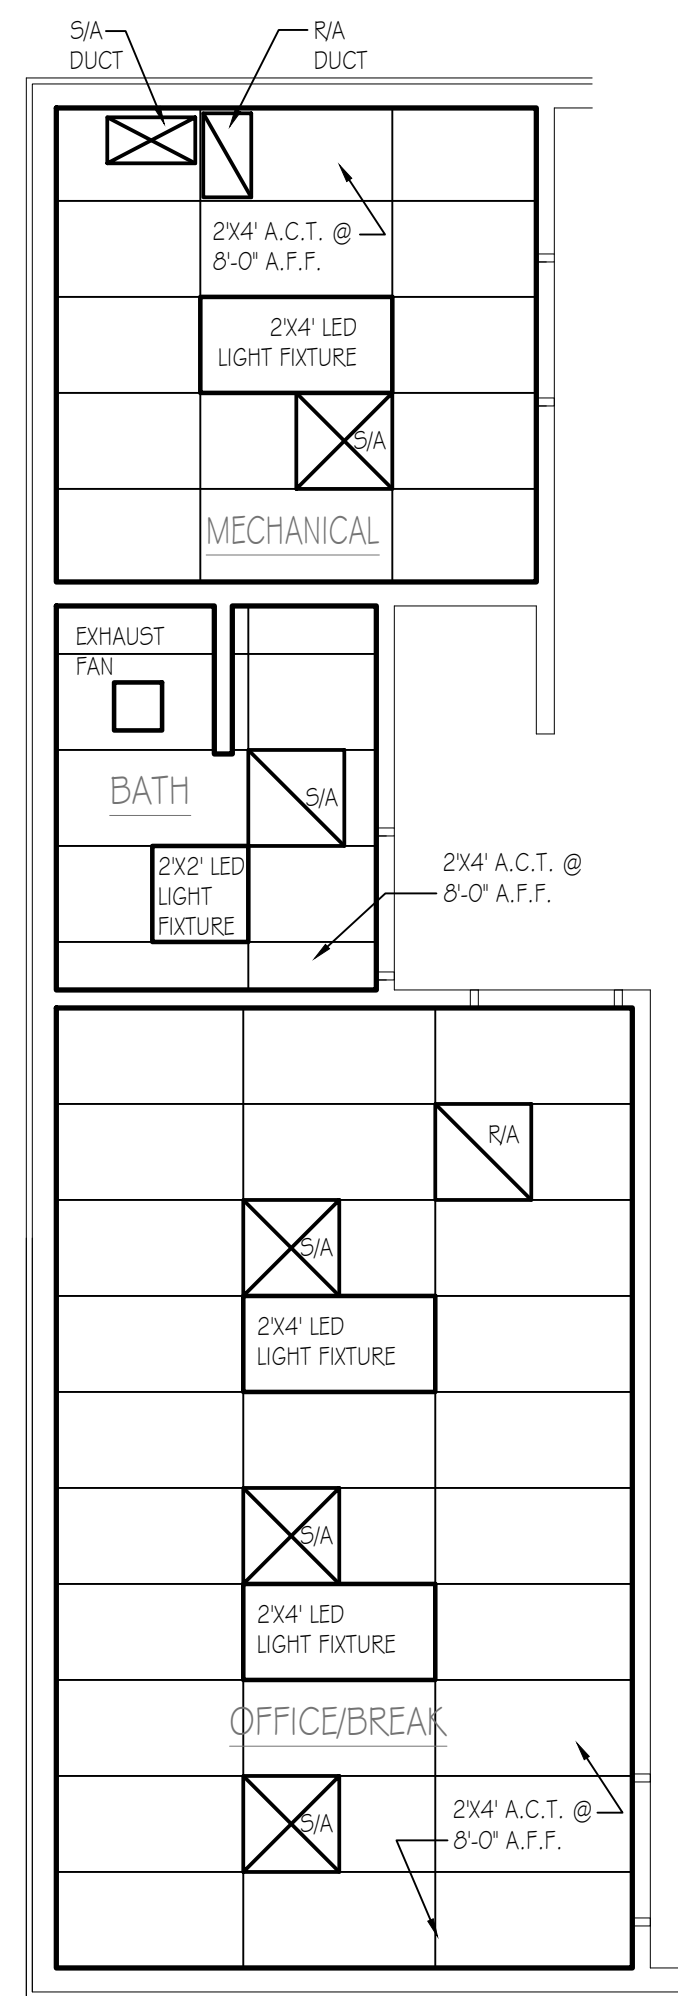 S/A
DUCT
R/A
DUCT
2'X4' A.C.T. @
8'-0" A.F.F.
2'X4' LED
LIGHT FIXTURE
S/A
MECHANICAL
EXHAUST
FAN
BATH
S/A
2'X2' LED
LIGHT
FIXTURE
2'X4' A.C.T. @
8'-0" A.F.F.
R/A
S/A
2'X4' LED
LIGHT FIXTURE
S/A
2'X4' LED
LIGHT FIXTURE
OFFICE/BREAK
2'X4' A.C.T. @
8'-0" A.F.F.
S/A